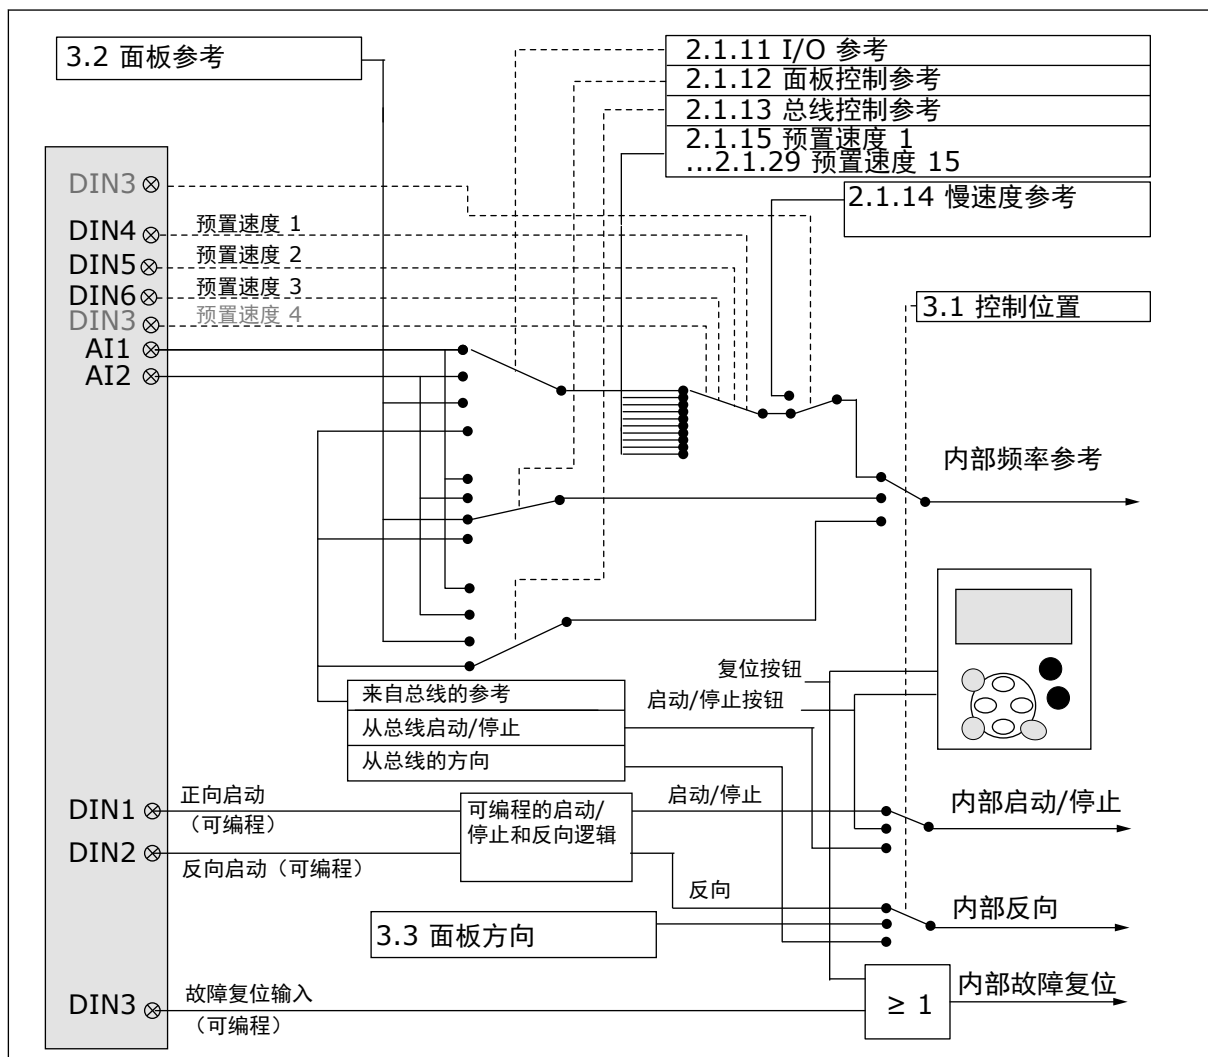 3.2 面板参考
2.1.11 I/O 参考
2.1.12 面板控制参考
2.1.13 总线控制参考
2.1.15 预置速度 1
...2.1.29 预置速度 15
2.1.14 慢速度参考
DIN3
DIN4
预置速度 1
DIN5
预置速度 2
DIN6
预置速度 3
DIN3
预置速度 4
3.1 控制位置
AI1
AI2
内部频率参考
复位按钮
启动/停止按钮
来自总线的参考
从总线启动/停止
从总线的方向
DIN1
正向启动
（可编程）
可编程的启动/
停止和反向逻辑
启动/停止
内部启动/停止
DIN2
反向启动（可编程）
反向
内部反向
3.3 面板方向
DIN3
故障复位输入
（可编程）
≥ 1
内部故障复位